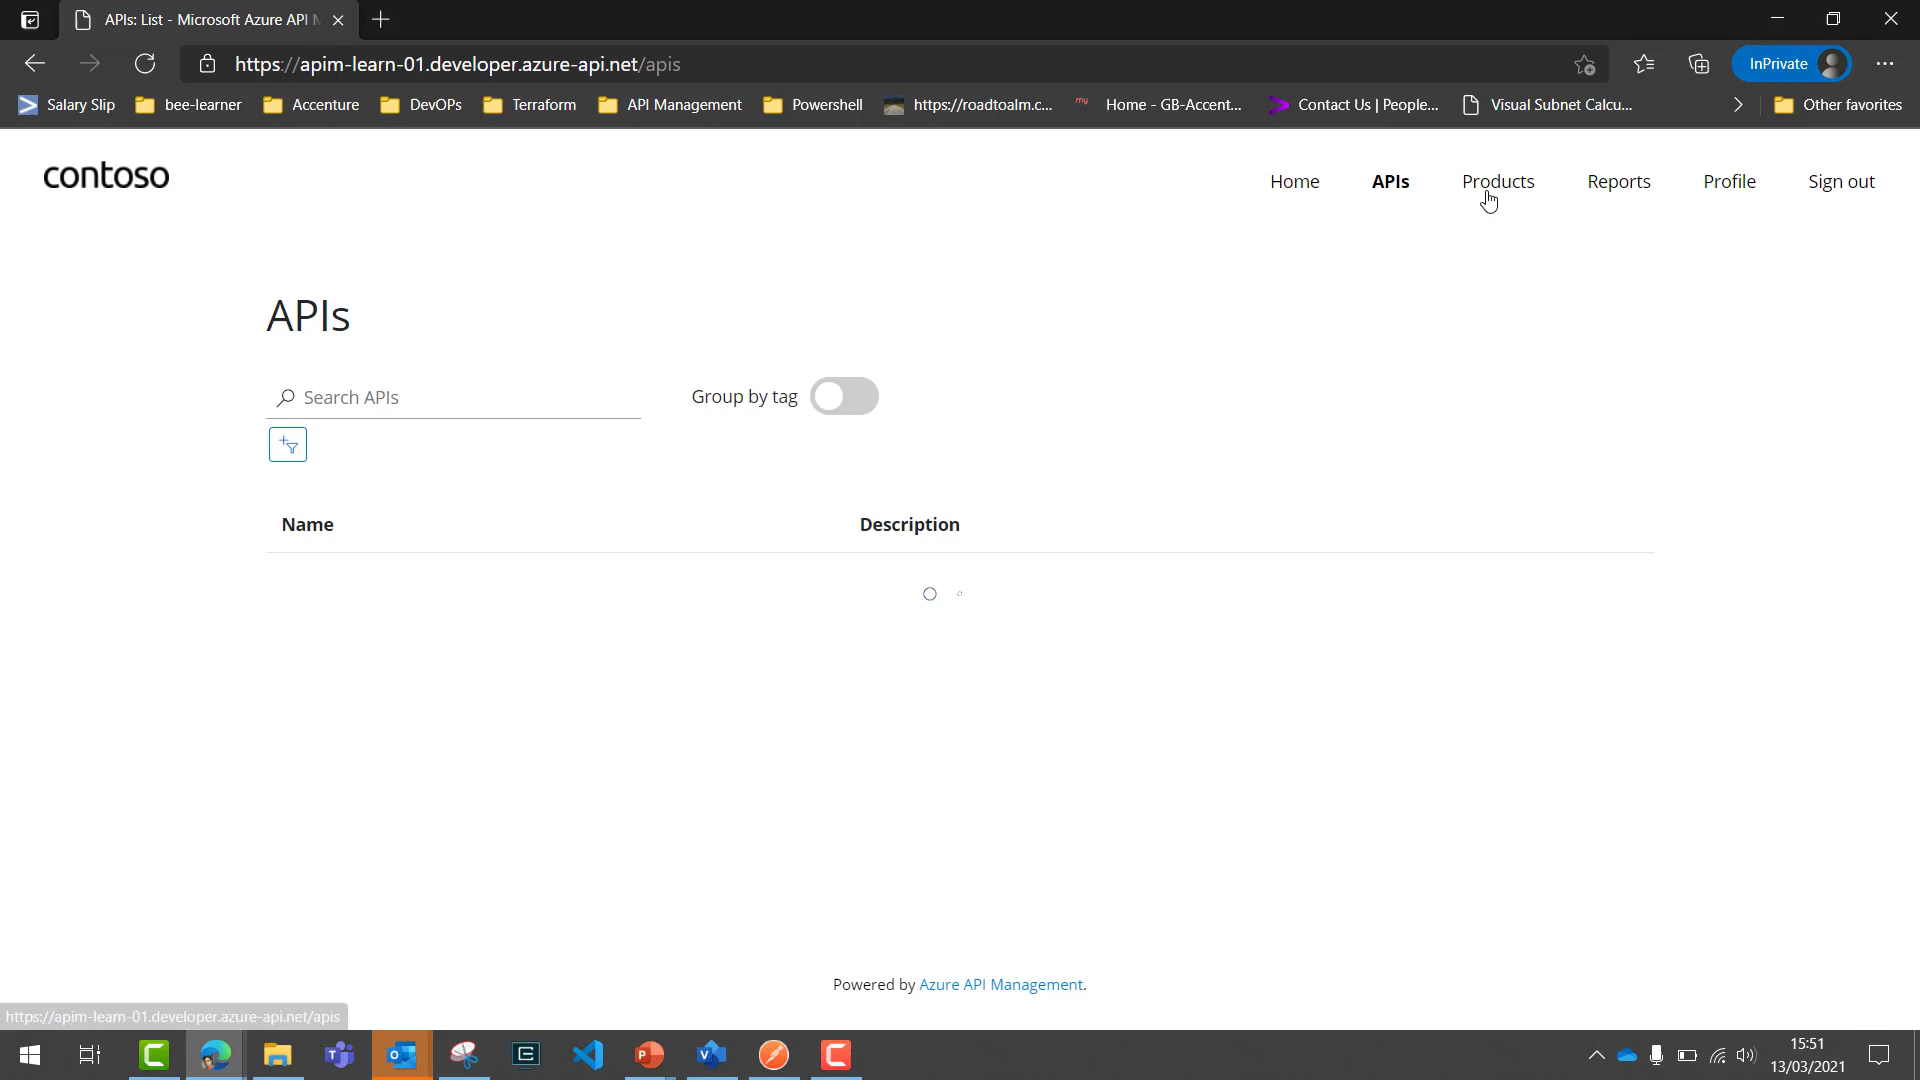 APIs: List - Microsoft Azure API
https://apim-learn-01.developer.azure-api.net/apis
InPrivate
Salary Slip
bee-learner
Accenture
DevOPs
Terraform
API Management
Powershell
https://roadtoalm.c...
my
Home - GB-Accent...
Contact Us | People...
Visual Subnet Calcu...
Other favorites
contoso
Home
APIs
Products
Reports
Profile
Sign out
APIs
Search APIs
Group by tag
Name
Description
Powered by Azure API Management.
https://apim-learn-01.developer.azure-api.net/apis
15:51
13/03/2021